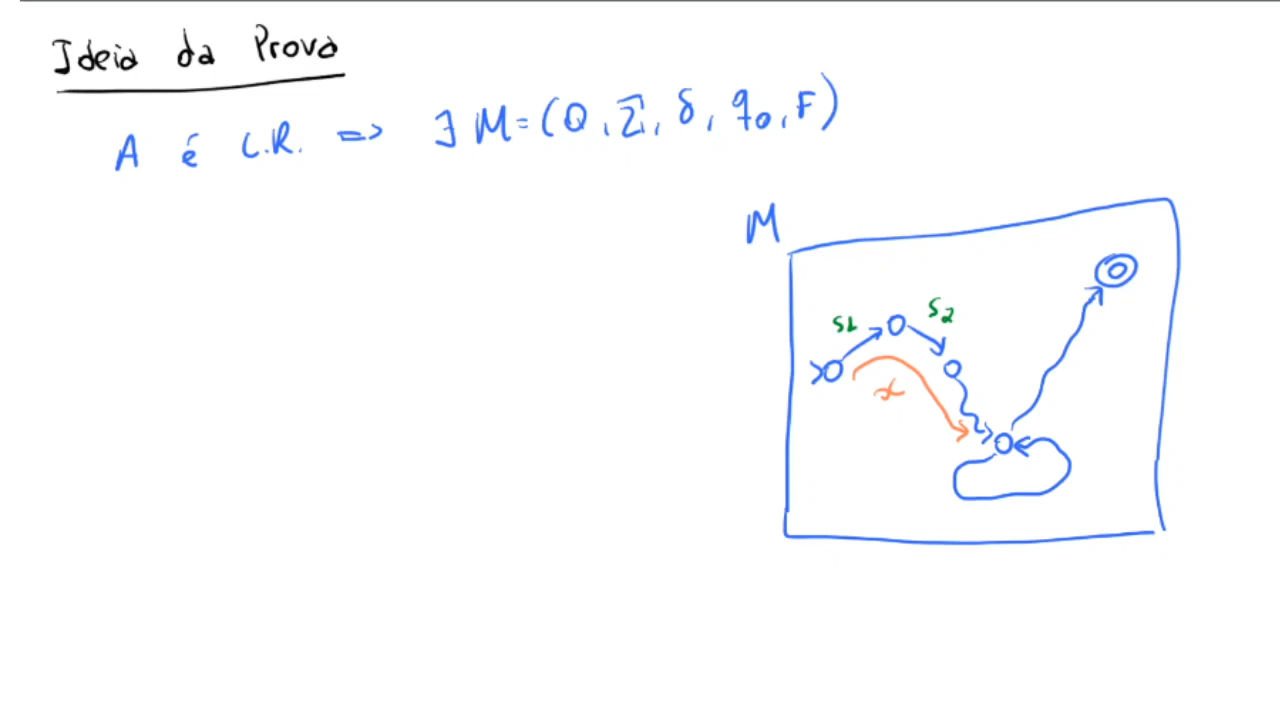 Ideia da Prova
A é L.R. => ∃ M=(Q, Σ, δ, q0, F)
M
S1 S2
x